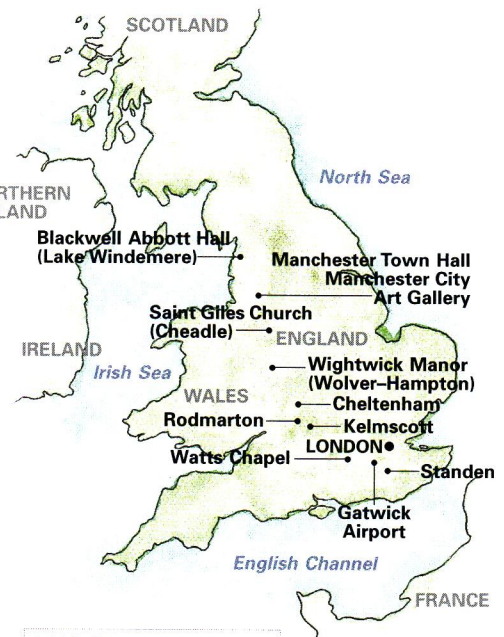 SCOTLAND
North Sea
RTHERN
LAND
Blackwell Abbott Hall
(Lake Windemere)
Manchester Town Hall
Manchester City
Art Gallery
Saint Giles Church
(Cheadle)
ENGLAND
IRELAND
Irish Sea
Wightwick Manor
(Wolver-Hampton)
WALES
Cheltenham
Rodmarton
Kelmscott
LONDON
Watts Chapel
Standen
Gatwick
Airport
English Channel
FRANCE